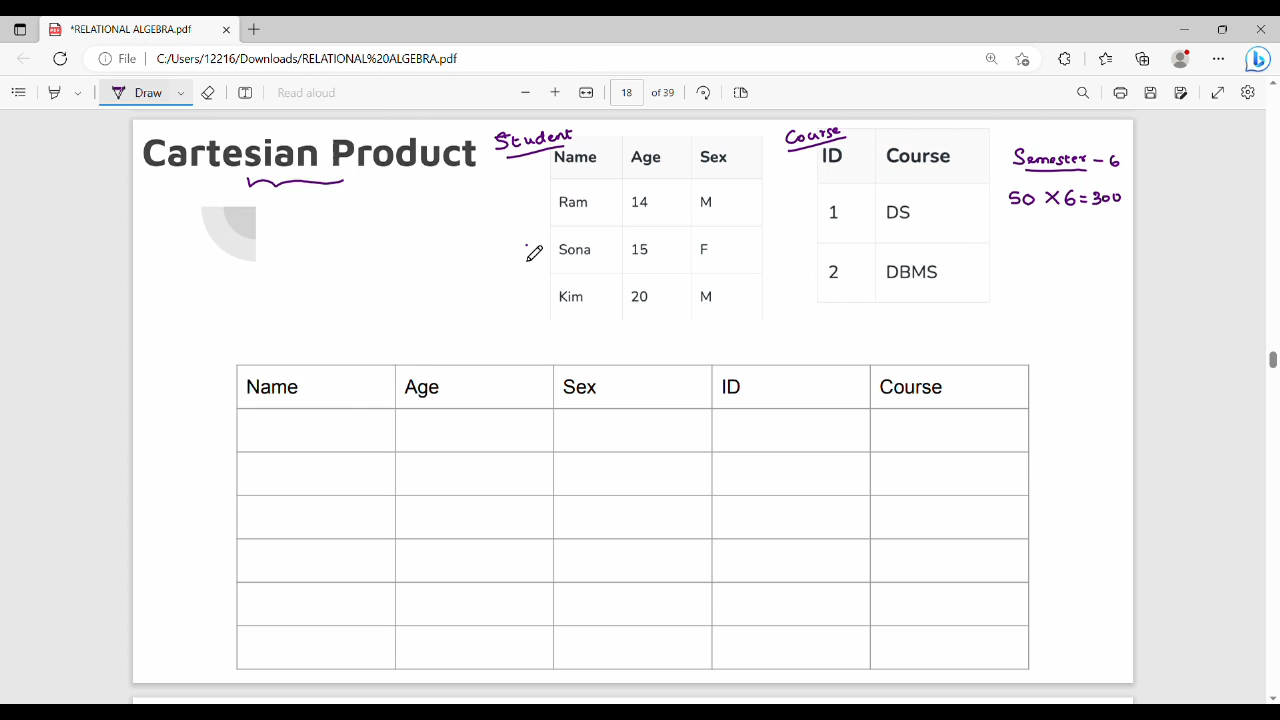 *RELATIONAL ALGEBRA.pdf
File C:/Users/12216/Downloads/RELATIONAL%20ALGEBRA.pdf
Draw Read aloud 18 of 39
Cartesian Product
Student
Name Age Sex
Ram 14 M
Sona 15 F
Kim 20 M
Course
ID Course
1 DS
2 DBMS
Semester - 6
50 X 6 = 300
Name Age Sex ID Course